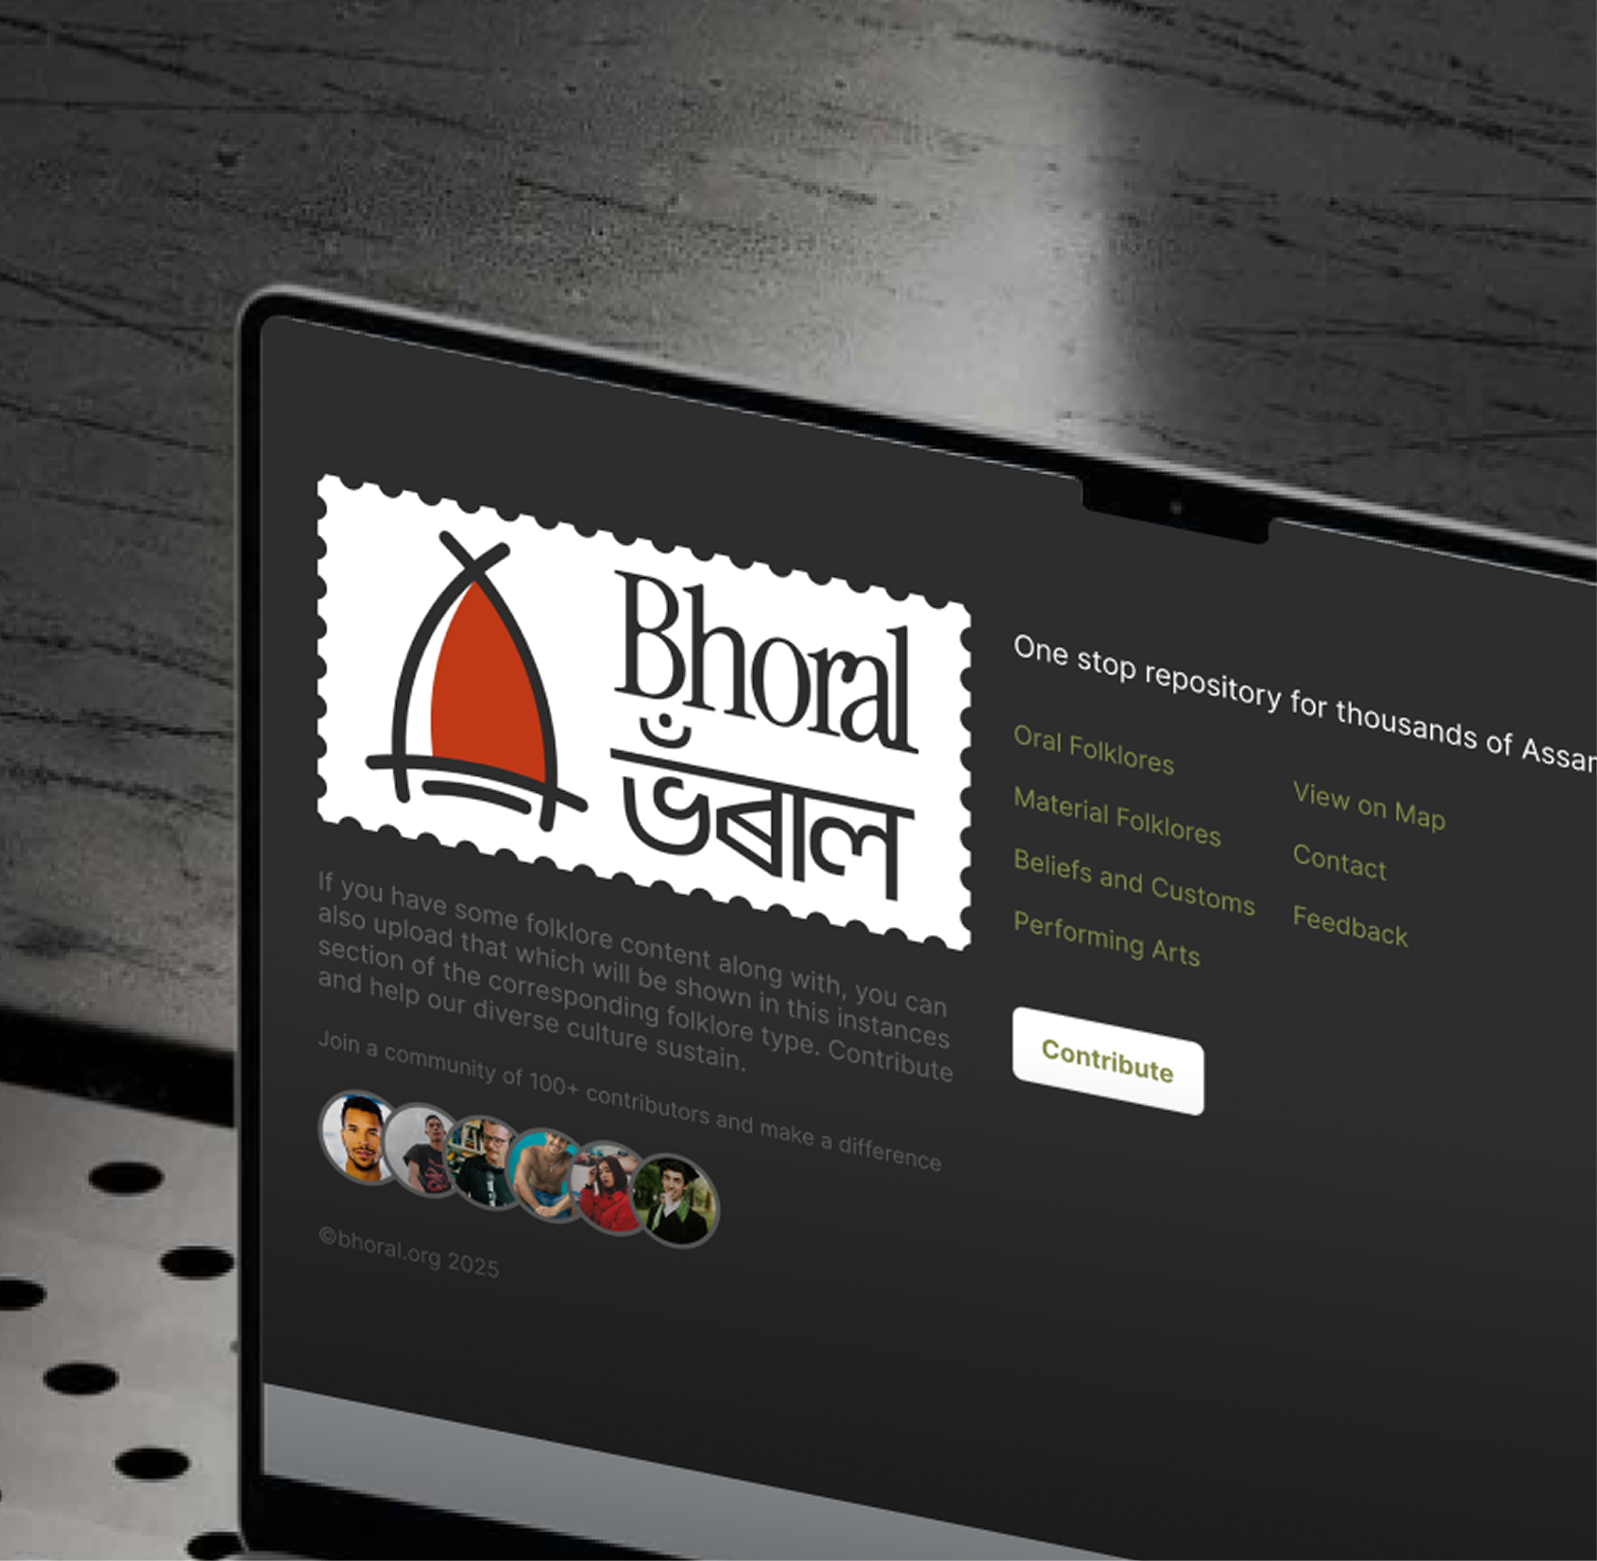 Bhoral
ভঁৰাল
One stop repository for thousands of
Oral Folklores
Material Folklores
Beliefs and Customs
Performing Arts
View on Map
Contact
Feedback
Contribute
If you have some folklore content along with, you can
also upload that which will be shown in this instances
section of the corresponding folklore type. Contribute
and help our diverse culture sustain.
Join a community of 100+ contributors and make a difference
©bhoral.org 2025